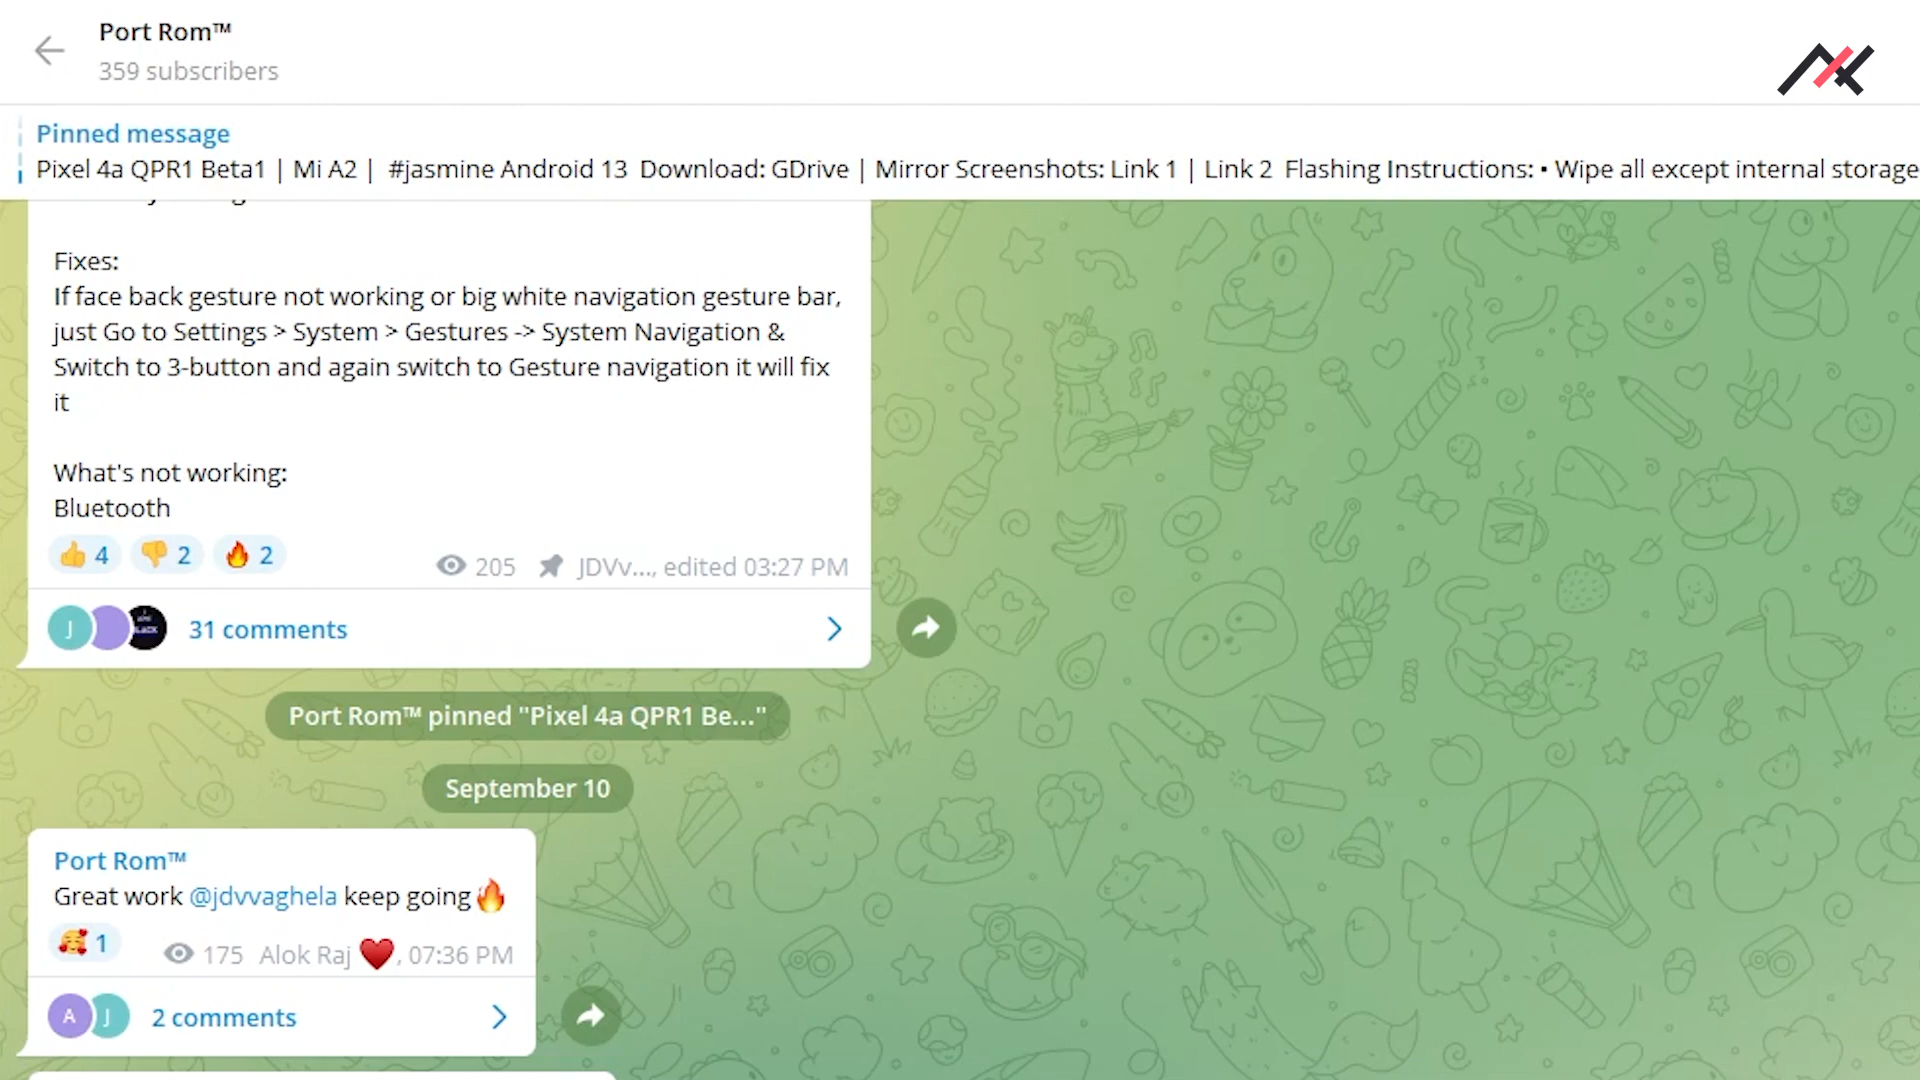 Port Rom™
359 subscribers
Pinned message
Pixel 4a QPR1 Beta1 | Mi A2 | #jasmine Android 13 Download: GDrive | Mirror Screenshots: Link 1 | Link 2 Flashing Instructions: • Wipe all except internal storage
Fixes:
If face back gesture not working or big white navigation gesture bar,
just Go to Settings > System > Gestures -> System Navigation &
Switch to 3-button and again switch to Gesture navigation it will fix
it
What's not working:
Bluetooth
👍 4 👎 2 🔥 2
205 JDVv..., edited 03:27 PM
J
31 comments
Port Rom™ pinned "Pixel 4a QPR1 Be..."
September 10
Port Rom™
Great work @jdvvaghela keep going🔥
🥰 1
175 Alok Raj ♥️, 07:36 PM
A J
2 comments